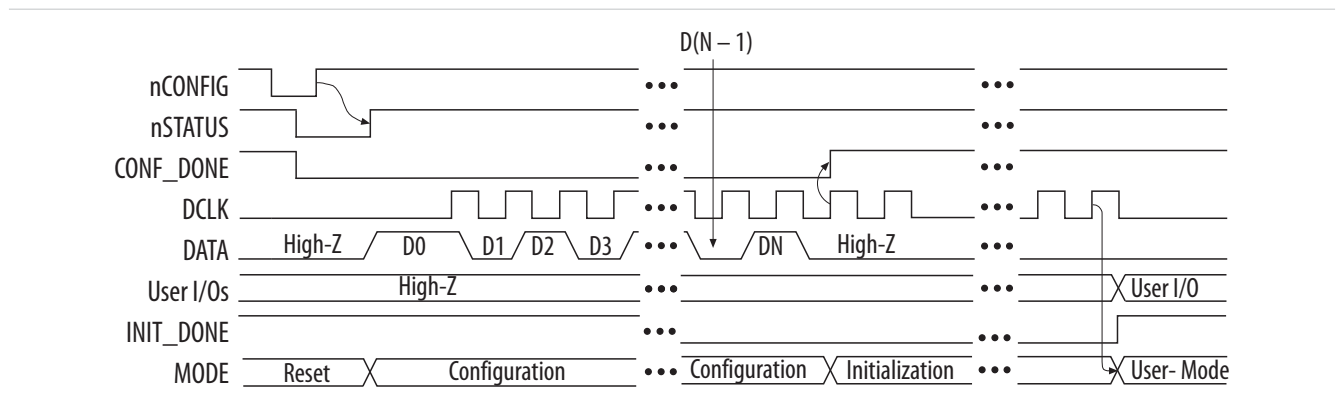 D(N – 1)
nCONFIG
nSTATUS
CONF_DONE
DCLK
DATA High-Z D0 D1 D2 D3 DN High-Z
User I/Os High-Z User I/O
INIT_DONE
MODE Reset Configuration Configuration Initialization User- Mode